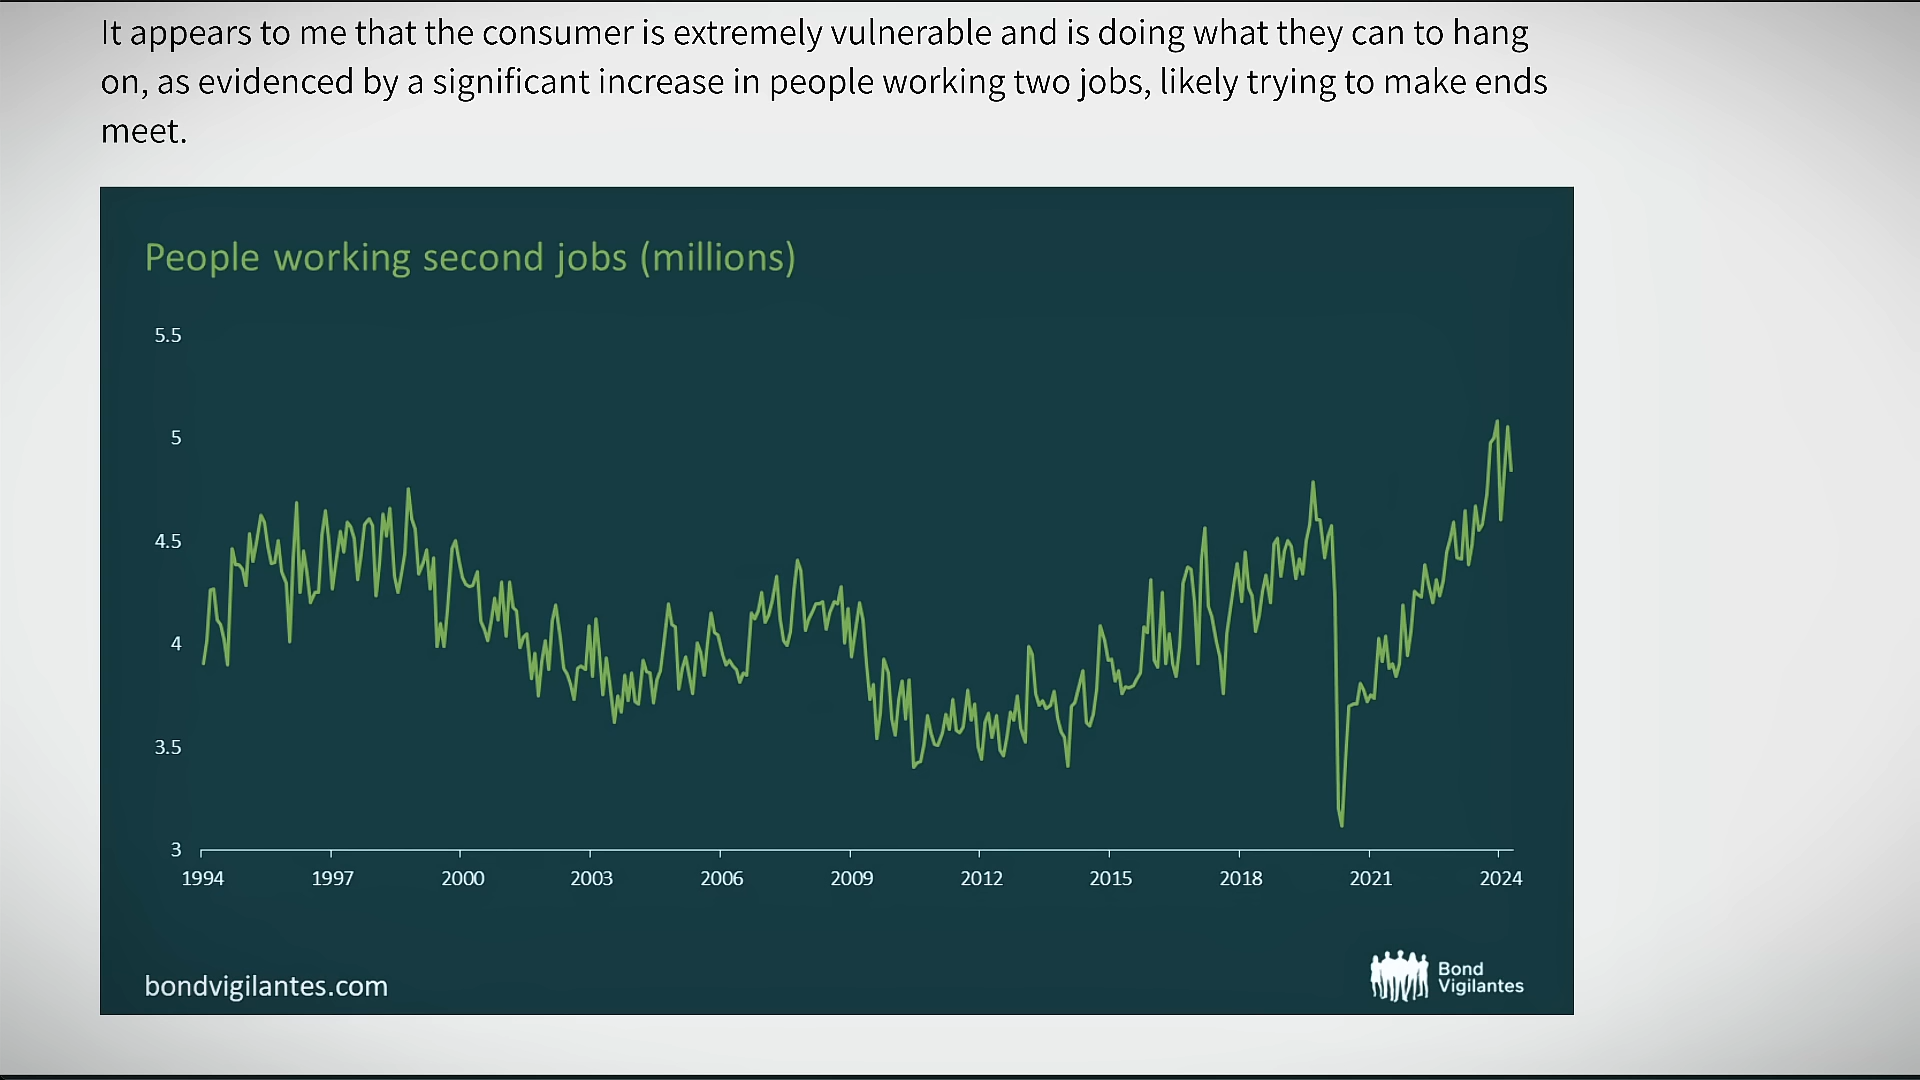 It appears to me that the consumer is extremely vulnerable and is doing what they can to hang
on, as evidenced by a significant increase in people working two jobs, likely trying to make ends
meet.
People working second jobs (millions)
5.5
5
4.5
4
3.5
3
1994 1997 2000 2003 2006 2009 2012 2015 2018 2021 2024
bondvigilantes.com
Bond
Vigilantes